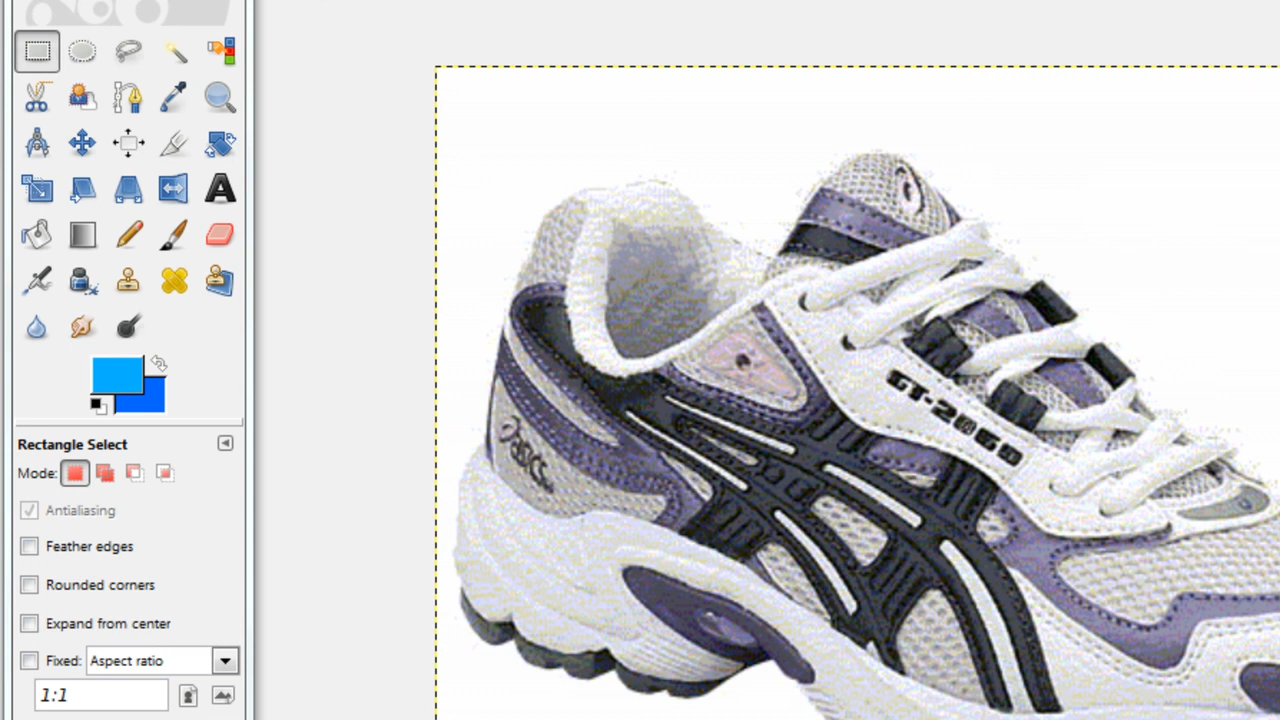 A
GT-2060
asics
Rectangle Select
Mode:
Antialiasing
Feather edges
Rounded corners
Expand from center
Fixed: Aspect ratio
1:1